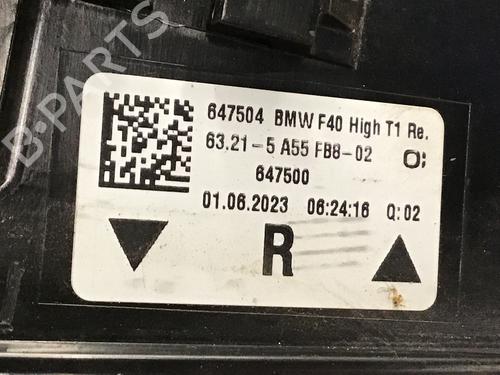 B-PARTS
647504 BMW F40 High T1 Re.
63.21-5 A55 FB8-02 O;
647500
01.06.2023 06:24:16 Q:02
R